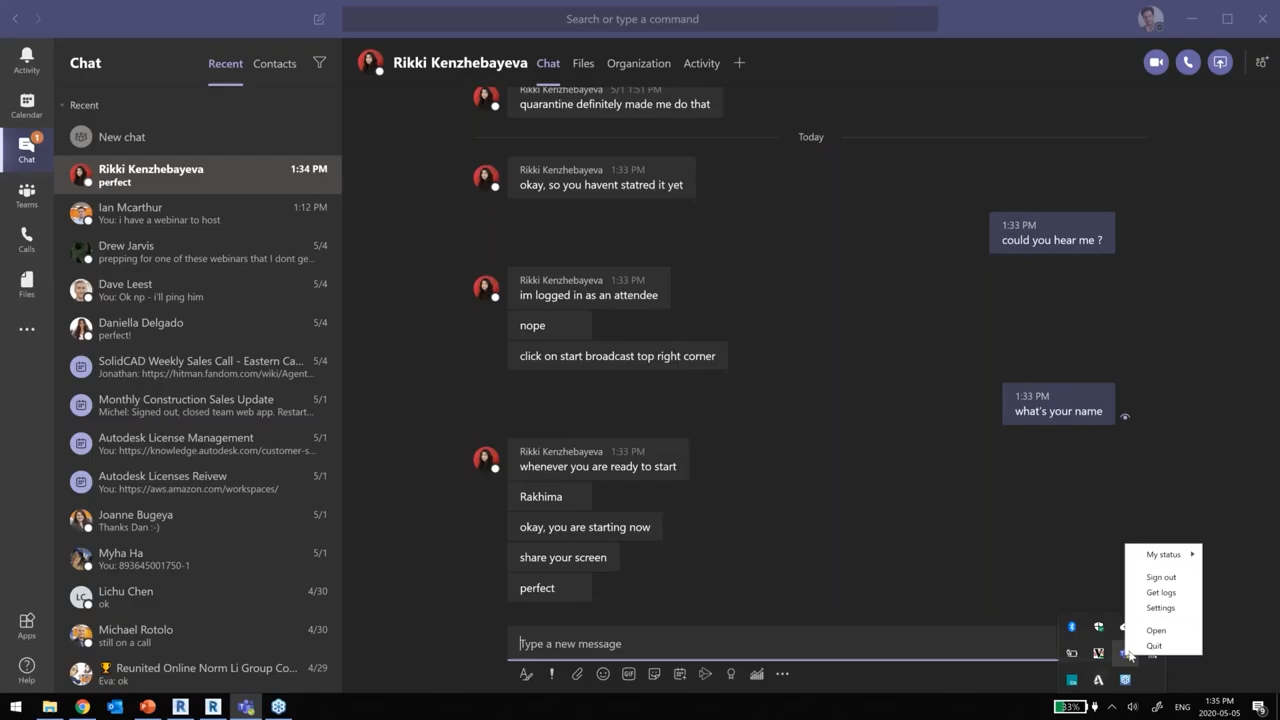 Search or type a command
Activity
Calendar
Chat
1
Teams
Calls
Files
Apps
Help
Chat
Recent
Contacts
Recent
New chat
Rikki Kenzhebayeva
1:34 PM
perfect
Ian Mcarthur
1:12 PM
You: i have a webinar to host
Drew Jarvis
5/4
prepping for one of these webinars that I dont ge...
Dave Leest
5/4
You: Ok np - i'll ping him
Daniella Delgado
5/4
perfect!
SolidCAD Weekly Sales Call - Eastern Ca...
5/4
Jonathan: https://hitman.fandom.com/wiki/Agent...
Monthly Construction Sales Update
5/1
Michel: Signed out, closed team web app. Restart...
Autodesk License Management
5/1
You: https://knowledge.autodesk.com/customer-s...
Autodesk Licenses Reivew
5/1
You: https://aws.amazon.com/workspaces/
Joanne Bugeya
5/1
Thanks Dan :-)
Myha Ha
5/1
You: 893645001750-1
LC
Lichu Chen
4/30
ok
Michael Rotolo
4/30
still on a call
🏆 Reunited Online Norm Li Group Co...
4/29
Eva: ok
Rikki Kenzhebayeva
Chat
Files
Organization
Activity
Rikki Kenzhebayeva 5/1 1:51 PM
quarantine definitely made me do that
Today
Rikki Kenzhebayeva 1:33 PM
okay, so you havent statred it yet
1:33 PM
could you hear me ?
Rikki Kenzhebayeva 1:33 PM
im logged in as an attendee
nope
click on start broadcast top right corner
1:33 PM
what's your name
Rikki Kenzhebayeva 1:33 PM
whenever you are ready to start
Rakhima
okay, you are starting now
share your screen
perfect
Type a new message
GIF
My status
Sign out
Get logs
Settings
Open
Quit
33%
ENG
1:35 PM
2020-05-05
9